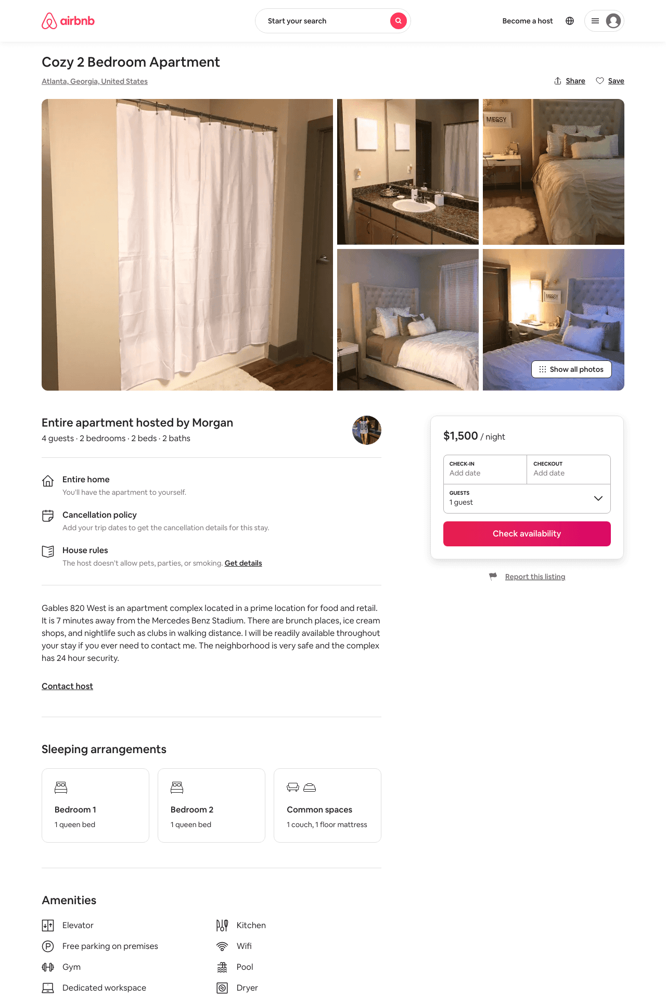 airbnb
Start your search
Become a host
Cozy 2 Bedroom Apartment
Atlanta, Georgia, United States
Share
Save
MESSY
MESSY
Show all photos
Entire apartment hosted by Morgan
4 guests · 2 bedrooms · 2 beds · 2 baths
$1,500 / night
CHECK-IN
Add date
CHECKOUT
Add date
GUESTS
1 guest
Check availability
Report this listing
Entire home
You’ll have the apartment to yourself.
Cancellation policy
Add your trip dates to get the cancellation details for this stay.
House rules
The host doesn’t allow pets, parties, or smoking. Get details
Gables 820 West is an apartment complex located in a prime location for food and retail.
It is 7 minutes away from the Mercedes Benz Stadium. There are brunch places, ice cream
shops, and nightlife such as clubs in walking distance. I will be readily available throughout
your stay if you ever need to contact me. The neighborhood is very safe and the complex
has 24 hour security.
Contact host
Sleeping arrangements
Bedroom 1
1 queen bed
Bedroom 2
1 queen bed
Common spaces
1 couch, 1 floor mattress
Amenities
Elevator
Kitchen
Free parking on premises
Wifi
Gym
Pool
Dedicated workspace
Dryer